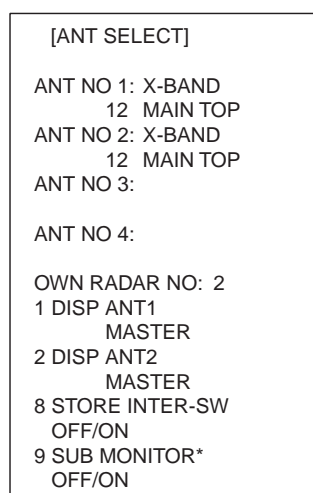 [ANT SELECT]
ANT NO 1: X-BAND
12 MAIN TOP
ANT NO 2: X-BAND
12 MAIN TOP
ANT NO 3:
ANT NO 4:
OWN RADAR NO: 2
1 DISP ANT1
MASTER
2 DISP ANT2
MASTER
8 STORE INTER-SW
OFF/ON
9 SUB MONITOR*
OFF/ON